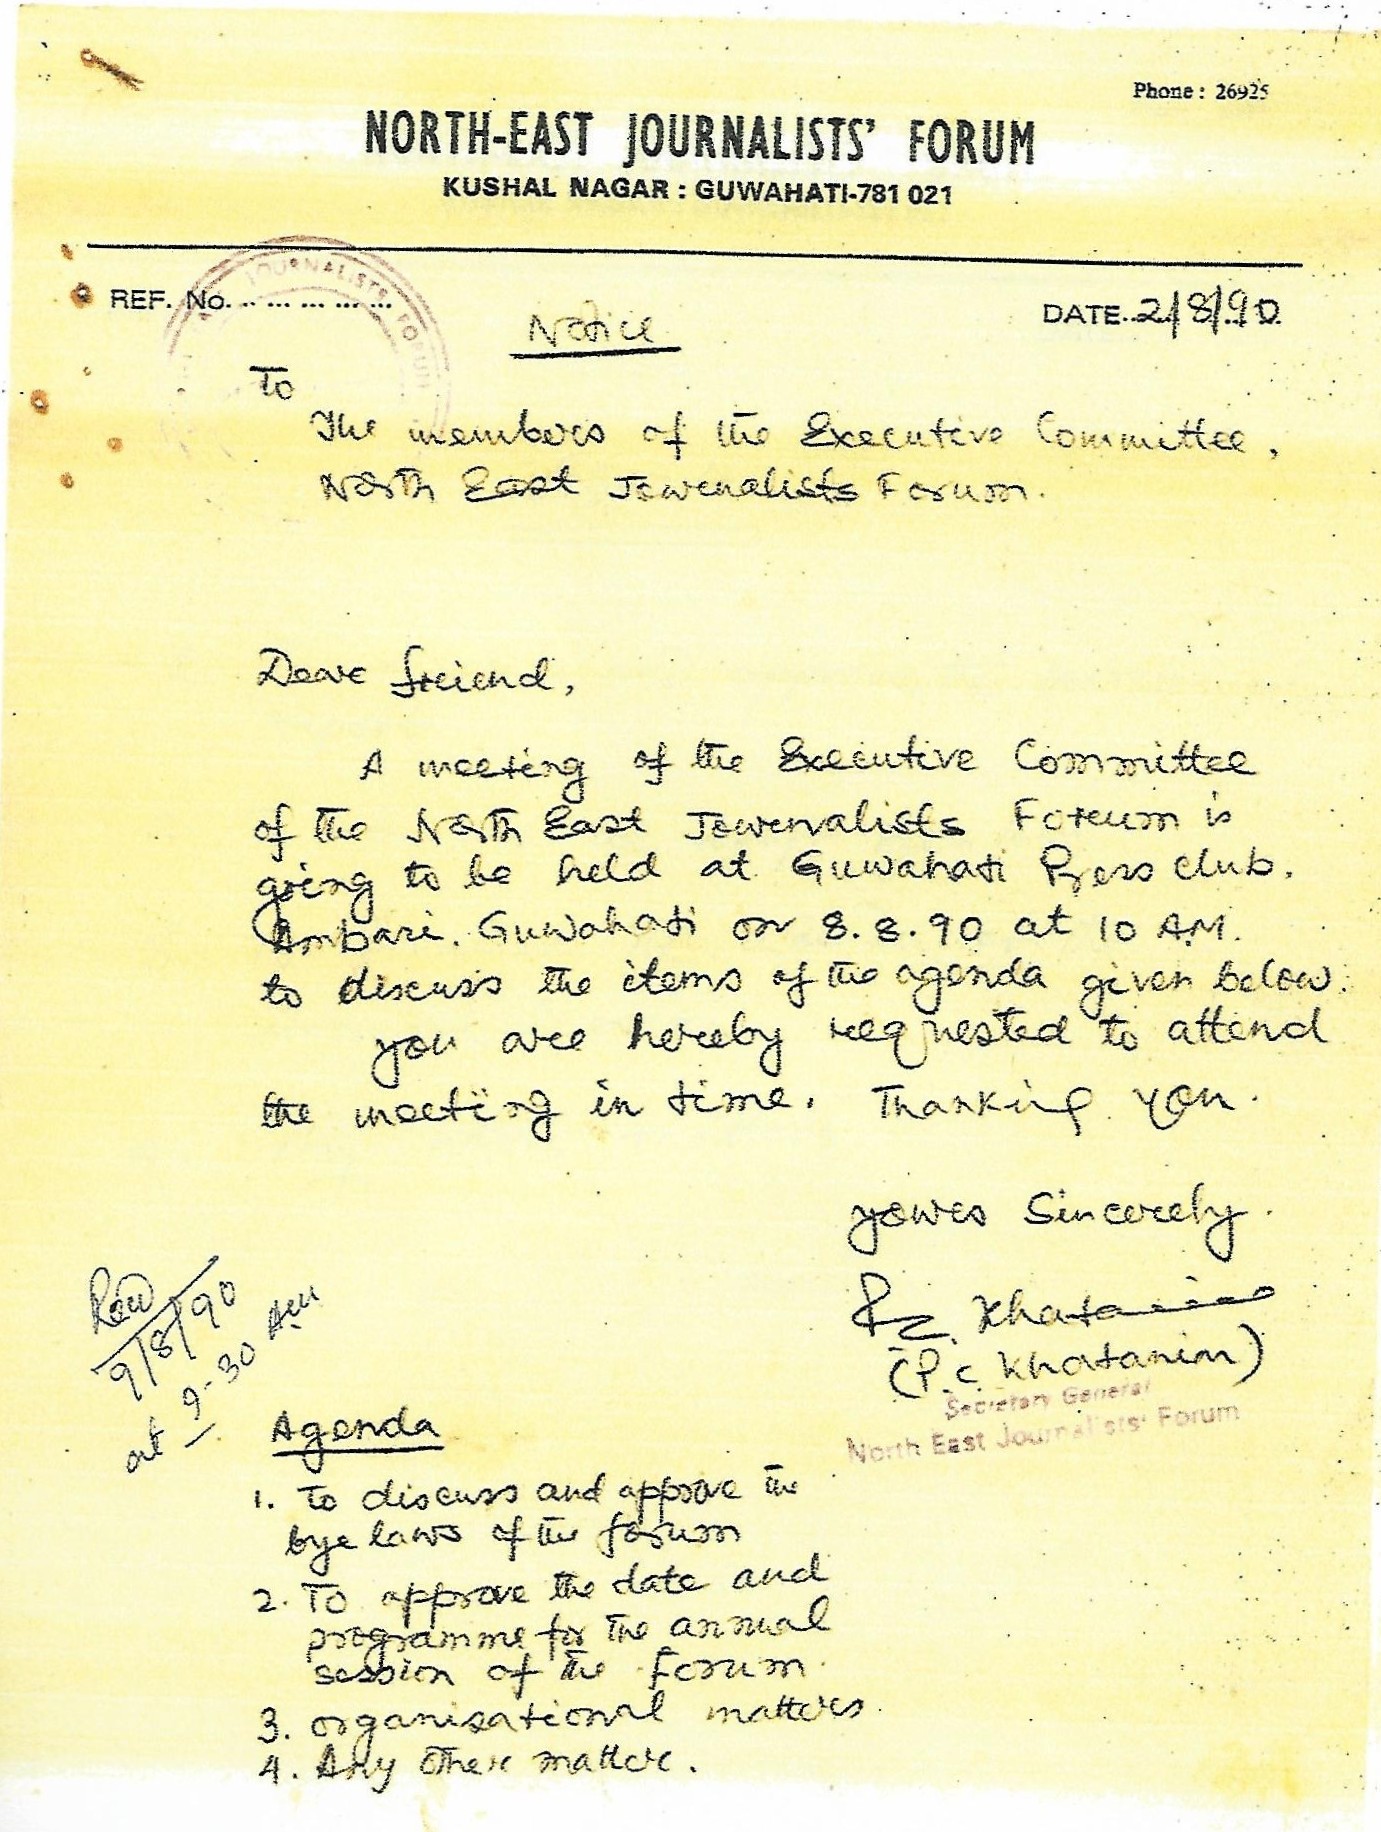 Phone : 26925
NORTH-EAST JOURNALISTS' FORUM
KUSHAL NAGAR : GUWAHATI-781 021
JOURNALISTS' FORUM
REF. No. .. ... ... ... ...
DATE..2/8/90
Notice
To
The members of the Executive Committee,
North East Journalists Forum.
Dear friend,
A meeting of the Executive Committee
of the North East Journalists Forum is
going to be held at Guwahati Press club,
Ambari, Guwahati on 8.8.90 at 10 A.M.
to discuss the items of the agenda given below.
you are hereby requested to attend
the meeting in time. Thanking you.
yours Sincerely.
P.C. Khatanian
(P.C. Khatanian)
Secretary General
North East Journalists' Forum
9/8/90
at 9-30 Am
Agenda
1. To discuss and approve the
bye laws of the forum
2. To approve the date and
programme for the annual
session of the Forum.
3. organisational matters.
4. Any other matter.